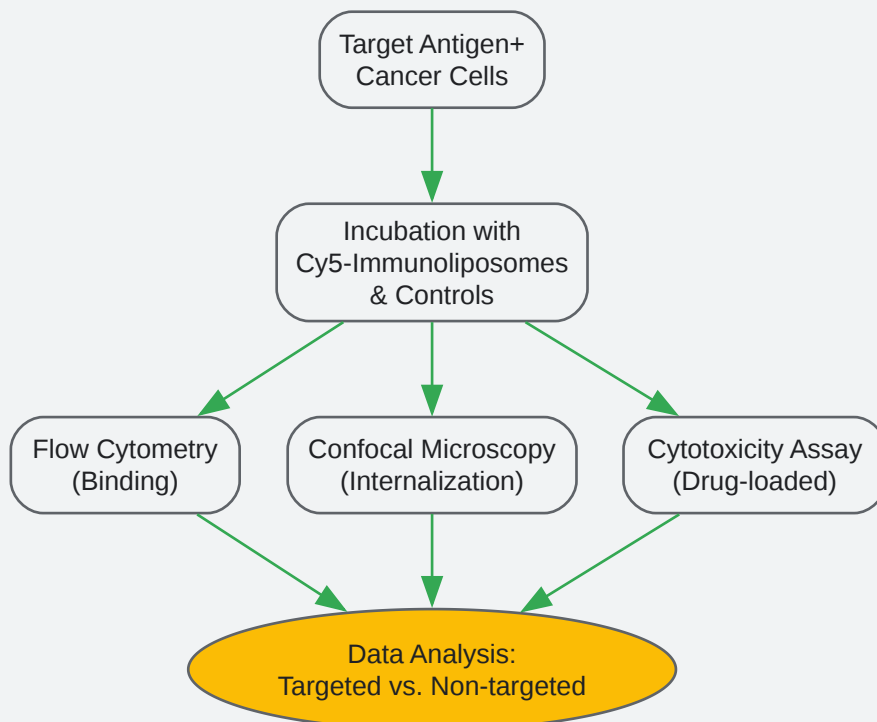 Target Antigen+
Cancer Cells
Incubation with
Cy5-Immunoliposomes
& Controls
Flow Cytometry
(Binding)
Confocal Microscopy
(Internalization)
Cytotoxicity Assay
(Drug-loaded)
Data Analysis:
Targeted vs. Non-targeted